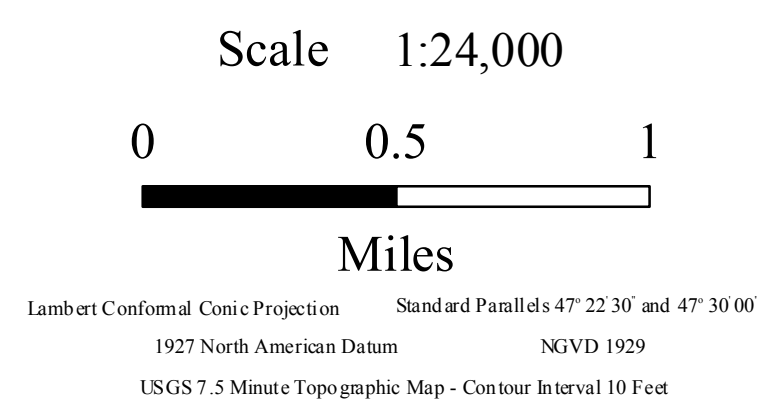 Scale 1:24,000
0 0.5 1
Miles
Lambert Conformal Conic Projection Standard Parallels 47° 22' 30" and 47° 30' 00'
1927 North American Datum NGVD 1929
USGS 7.5 Minute Topographic Map - Contour Interval 10 Feet